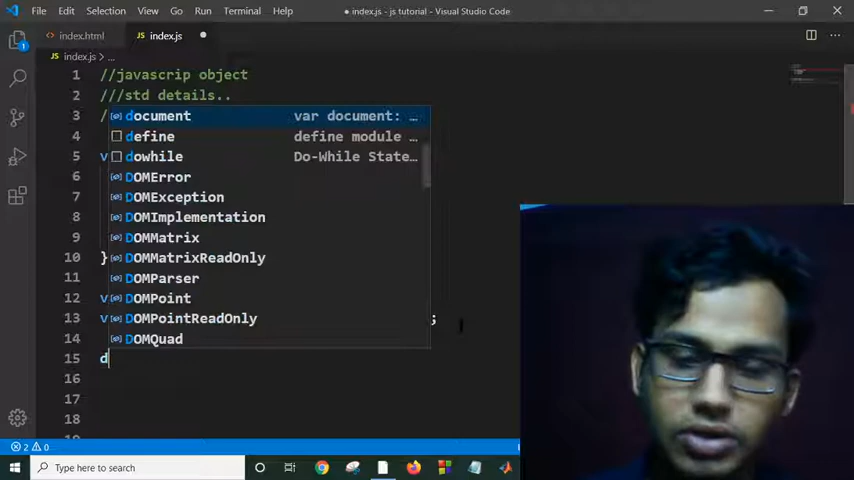 File Edit Selection View Go Run Terminal Help ● index.js - js tutorial - Visual Studio Code
index.html JS index.js ●
JS index.js > ...
1 //javascrip object
2 ///std details..
3 / document var document: ...
4 define define module ...
5 v dowhile Do-While State...
6 DOMError
7 DOMException
8 DOMImplementation
9 DOMMatrix
10 } DOMMatrixReadOnly
11 DOMParser
12 v DOMPoint
13 v DOMPointReadOnly ;
14 DOMQuad
15 d
16
17
18
1
2 0
Type here to search